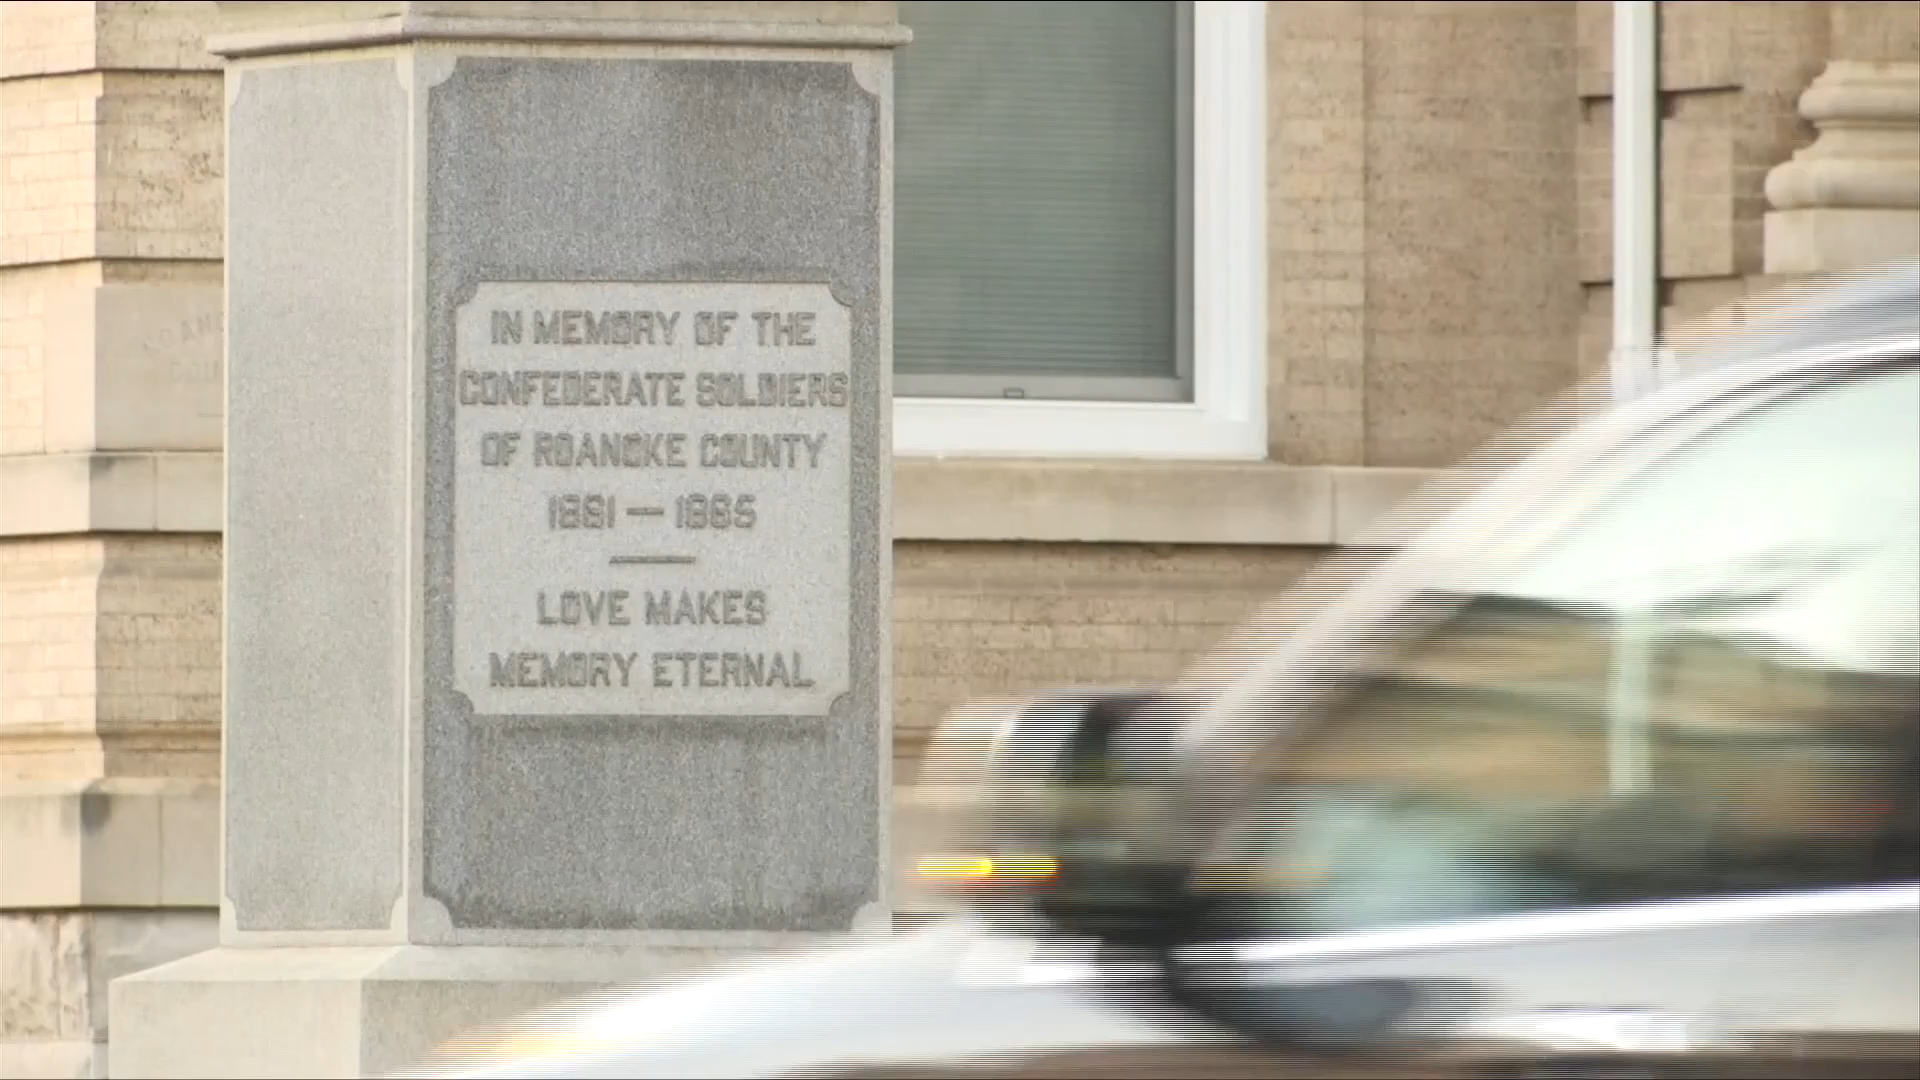 IN MEMORY OF THE
CONFEDERATE SOLDIERS
OF ROANOKE COUNTY
1861 — 1865
LOVE MAKES
MEMORY ETERNAL